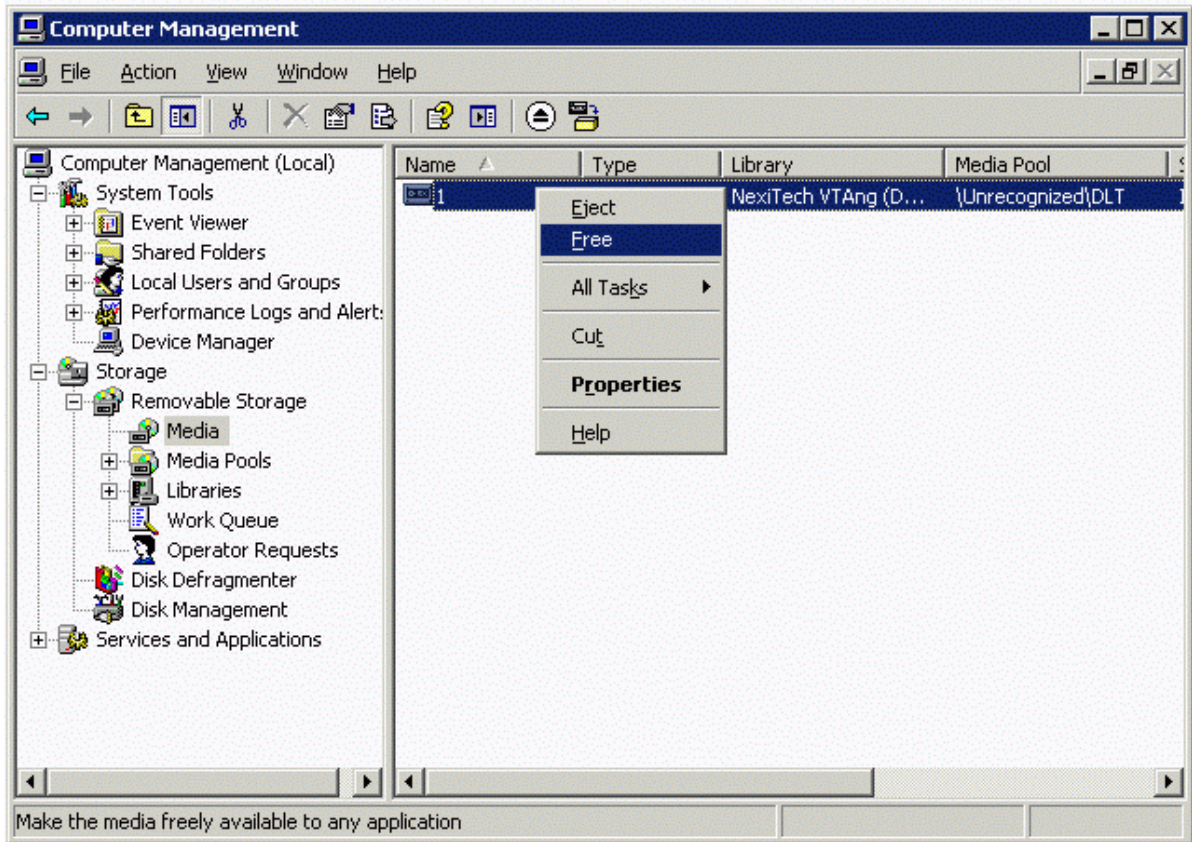 Computer Management
File Action View Window Help
Computer Management (Local)
System Tools
Event Viewer
Shared Folders
Local Users and Groups
Performance Logs and Alert
Device Manager
Storage
Removable Storage
Media
Media Pools
Libraries
Work Queue
Operator Requests
Disk Defragmenter
Disk Management
Services and Applications
Name Type Library Media Pool
1 NexiTech VTAng (D... \Unrecognized\DLT
Eject
Free
All Tasks
Cut
Properties
Help
Make the media freely available to any application